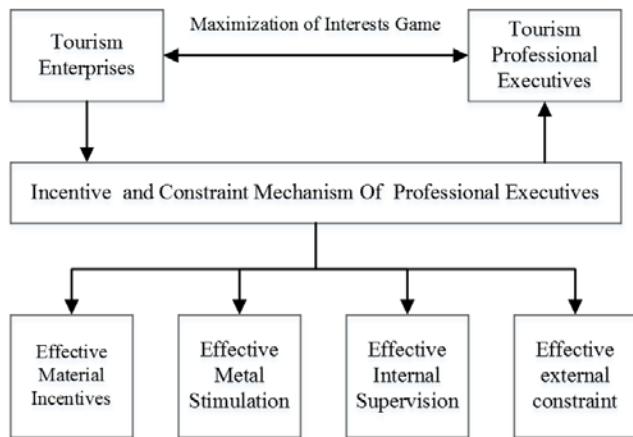 Maximization of Interests Game
Tourism
Enterprises
Tourism
Professional
Executives
Incentive and Constraint Mechanism Of Professional Executives
Effective
Material
Incentives
Effective
Metal
Stimulation
Effective
Internal
Supervision
Effective
external
constraint